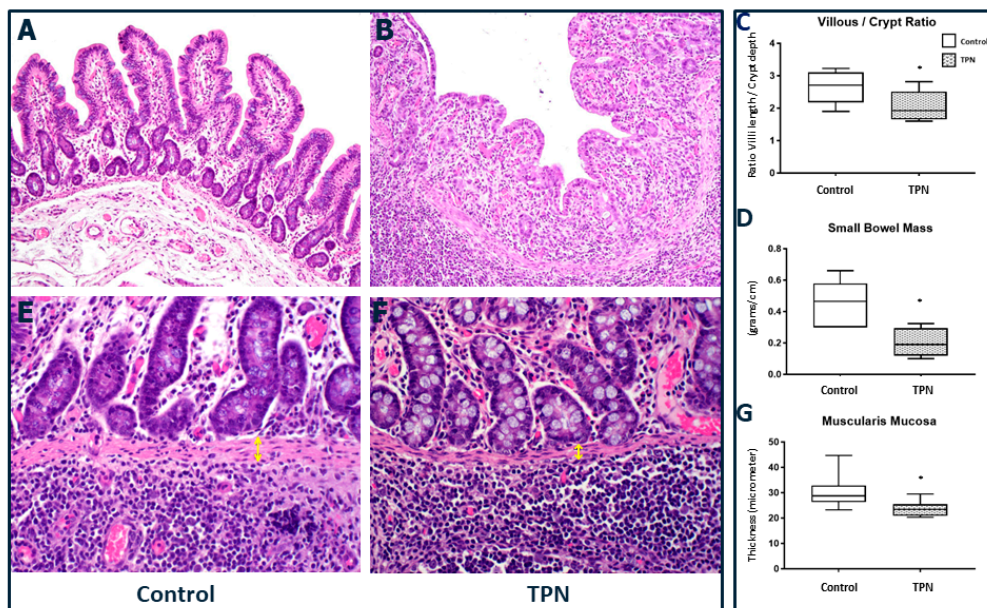 A
B
E
F
Control TPN
C
Villous / Crypt Ratio
Control
TPN
Ratio Villi length / Crypt depth
4
3
2
1
0
Control TPN
D
Small Bowel Mass
(grams/cm)
0.8
0.6
0.4
0.2
0.0
Control TPN
G
Muscularis Mucosa
Thickness (micrometer)
50
40
30
20
10
0
Control TPN